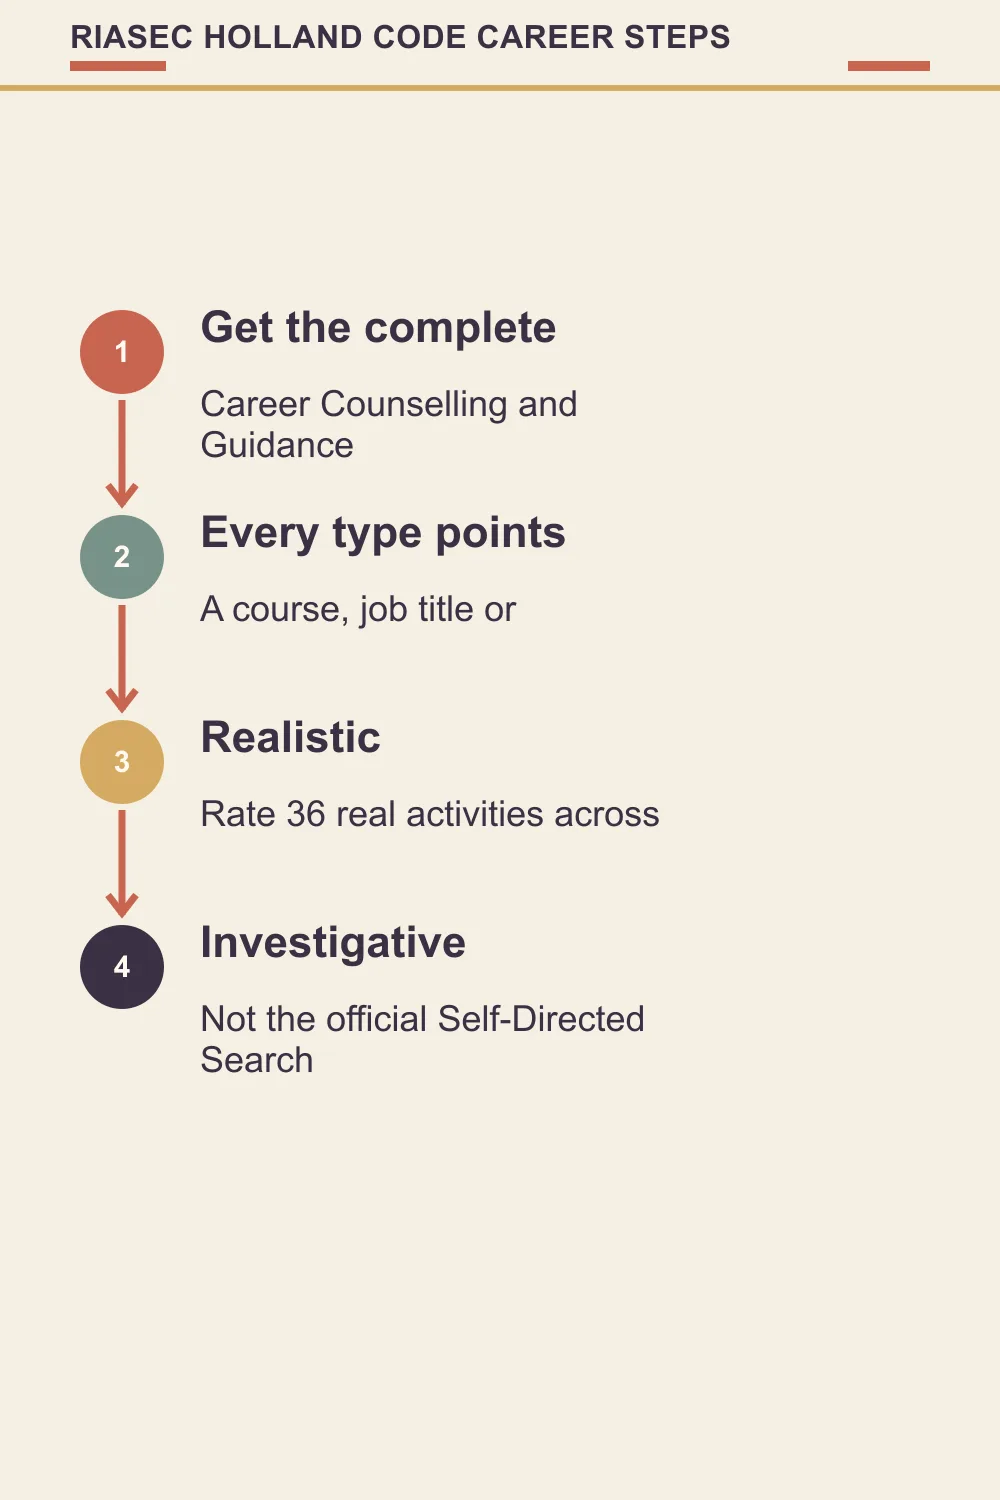 RIASEC HOLLAND CODE CAREER STEPS
1
Get the complete
Career Counselling and
Guidance
2
Every type points
A course, job title or
3
Realistic
Rate 36 real activities across
4
Investigative
Not the official Self-Directed
Search